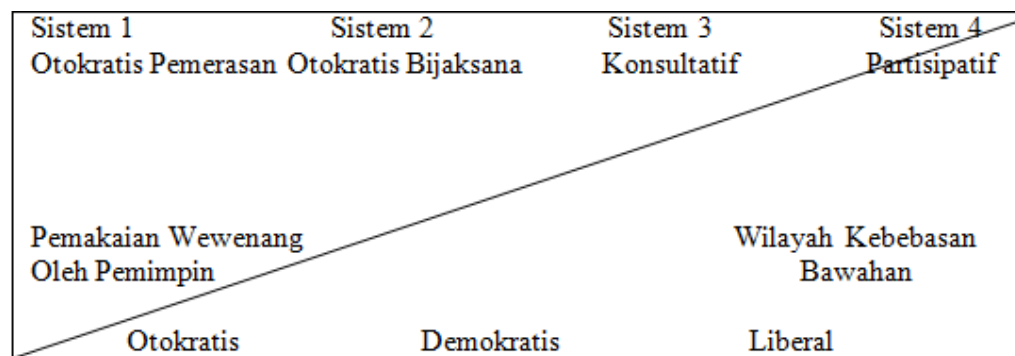 Sistem 1 Sistem 2 Sistem 3 Sistem 4
Otokratis Pemerasan Otokratis Bijaksana Konsultatif Partisipatif
Pemakaian Wewenang Wilayah Kebebasan
Oleh Pemimpin Bawahan
Otokratis Demokratis Liberal